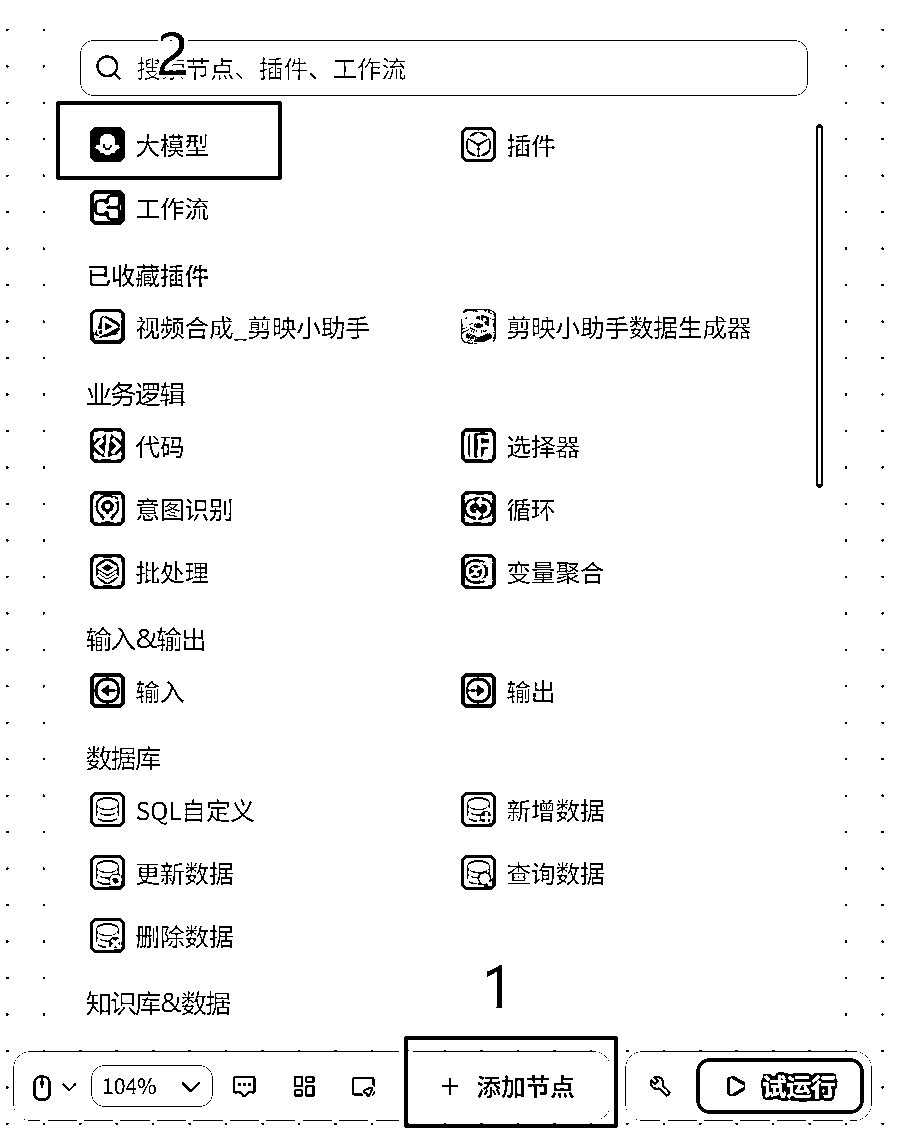 2
搜索节点、插件、工作流
大模型 插件
工作流
已收藏插件
视频合成_剪映小助手 剪映小助手数据生成器
业务逻辑
代码 选择器
意图识别 循环
批处理 变量聚合
输入&输出
输入 输出
数据库
SQL自定义 新增数据
更新数据 查询数据
删除数据
知识库&数据
1
104% + 添加节点 试运行